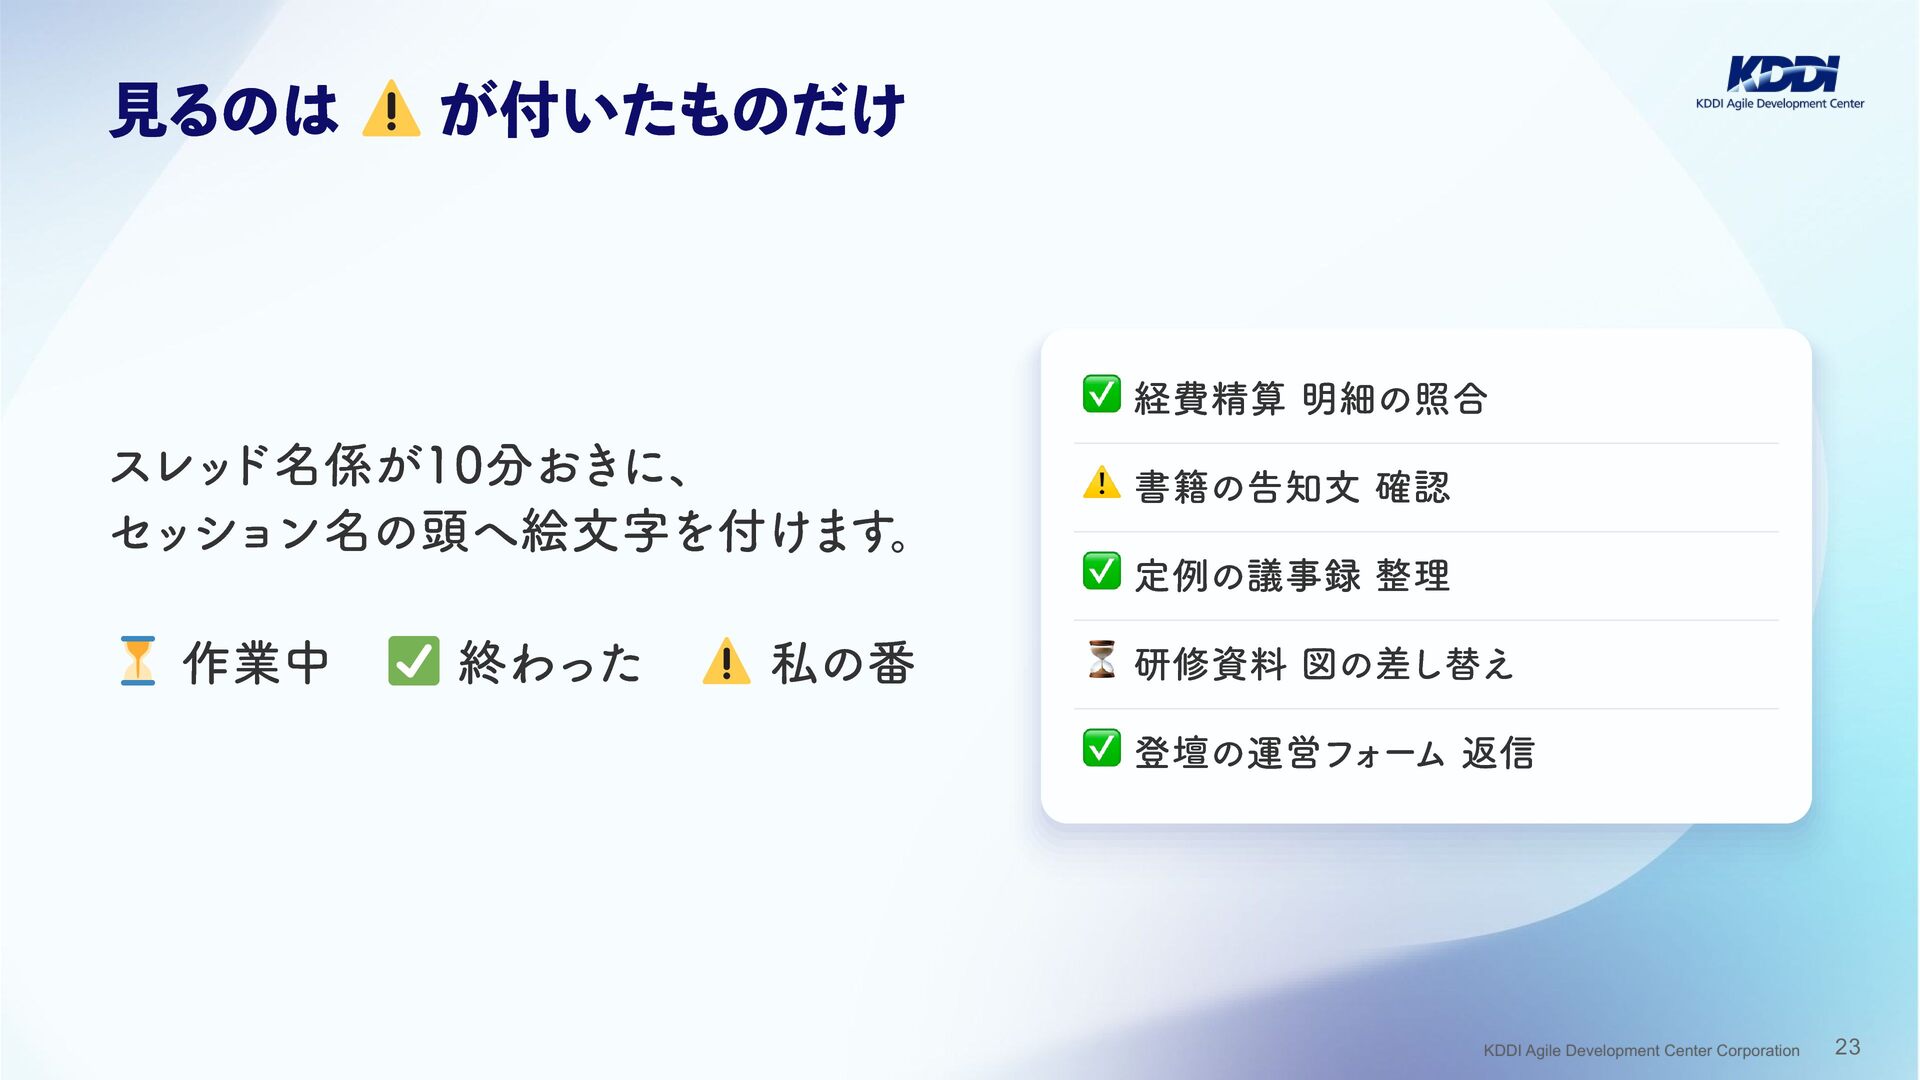 見るのは ⚠️ が付いたものだけ
KDDI
KDDI Agile Development Center
スレッド名係が10分おきに、
セッション名の頭へ絵文字を付けます。
⏳ 作業中 ✅ 終わった ⚠️ 私の番
✅ 経費精算 明細の照合
⚠️ 書籍の告知文 確認
✅ 定例の議事録 整理
⏳ 研修資料 図の差し替え
✅ 登壇の運営フォーム 返信
KDDI Agile Development Center Corporation 23